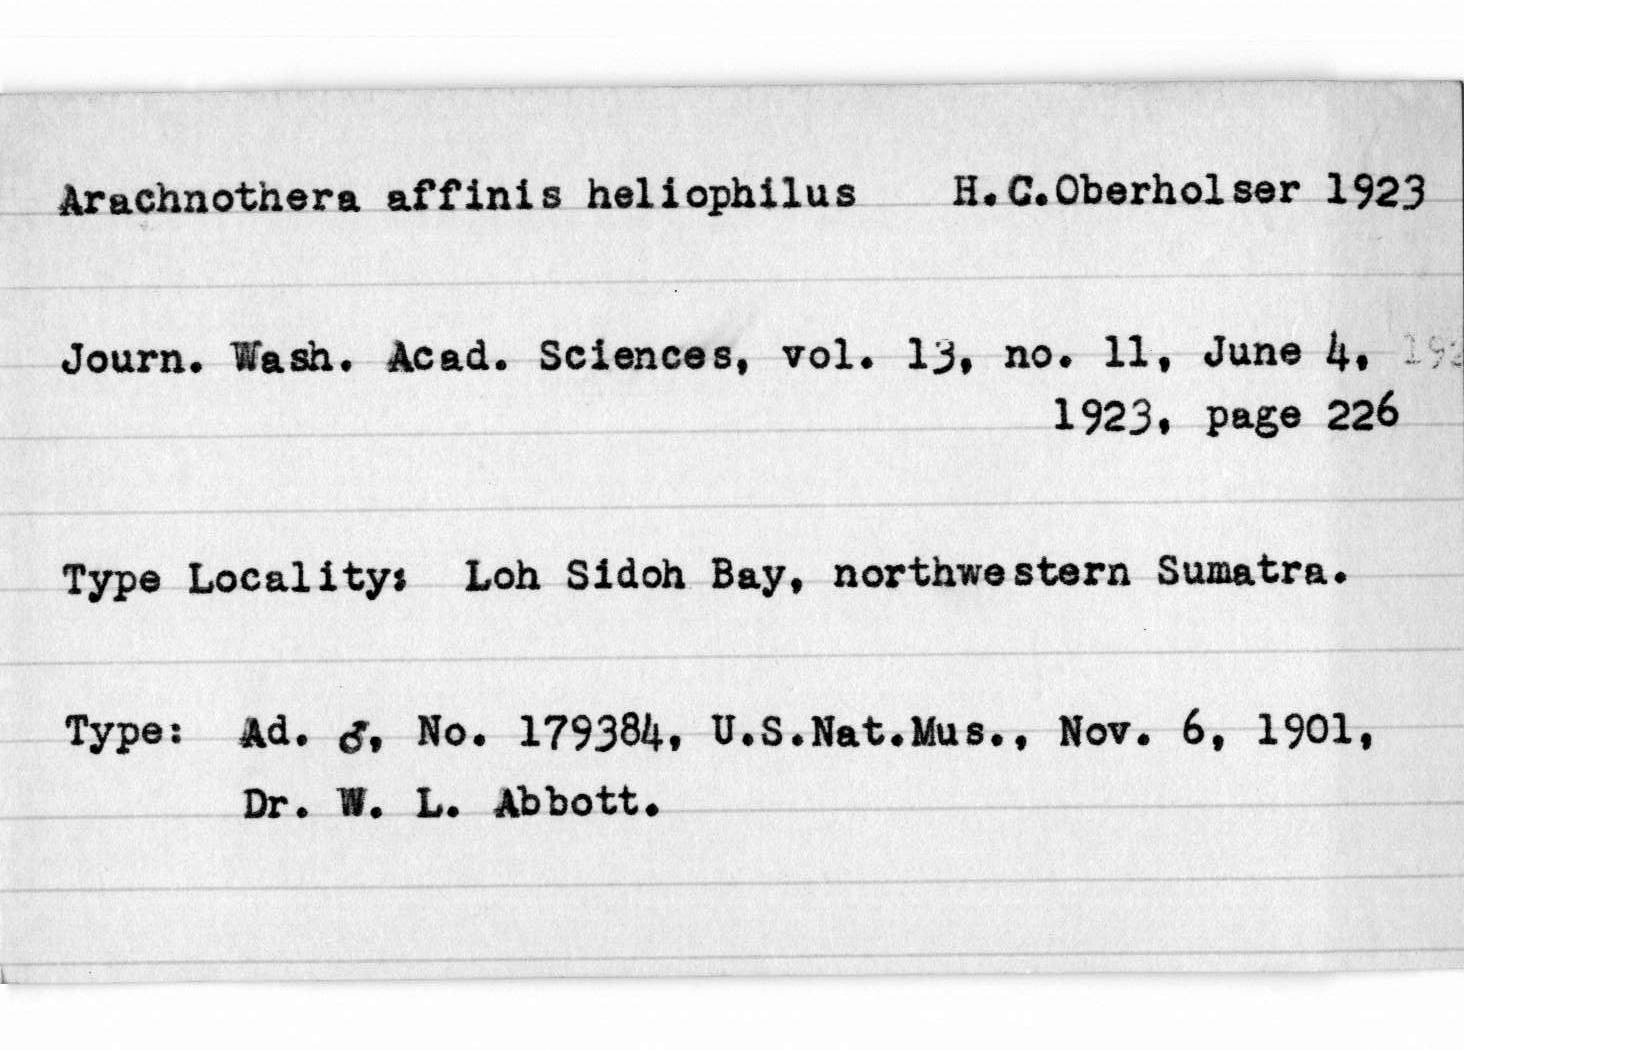 Arachnothera affinis heliophilus H.C.Oberholser 1923
Journ. Wash. Acad. Sciences, vol. 13, no. 11, June 4,
1923, page 226
Type Locality: Loh Sidoh Bay, northwestern Sumatra.
Type: Ad. ♂, No. 179384, U.S.Nat.Mus., Nov. 6, 1901,
Dr. W. L. Abbott.